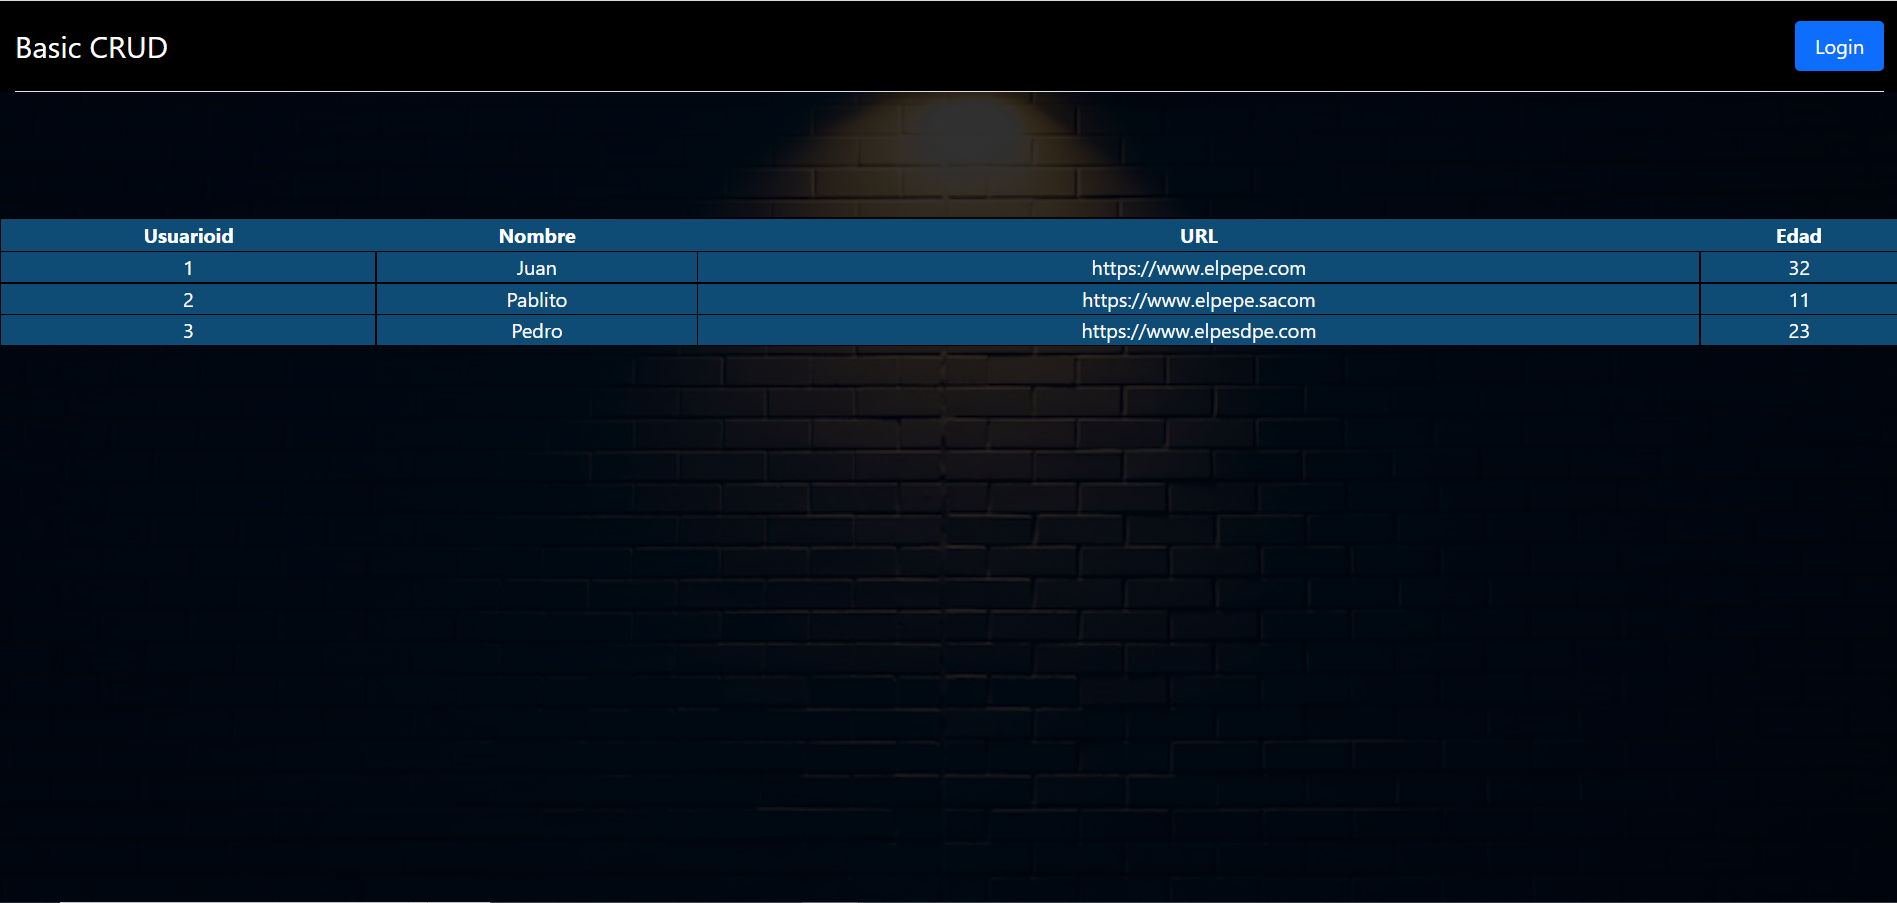 Basic CRUD
Login
Usuarioid Nombre URL Edad
1 Juan https://www.elpepe.com 32
2 Pablito https://www.elpepe.sacom 11
3 Pedro https://www.elpesdpe.com 23